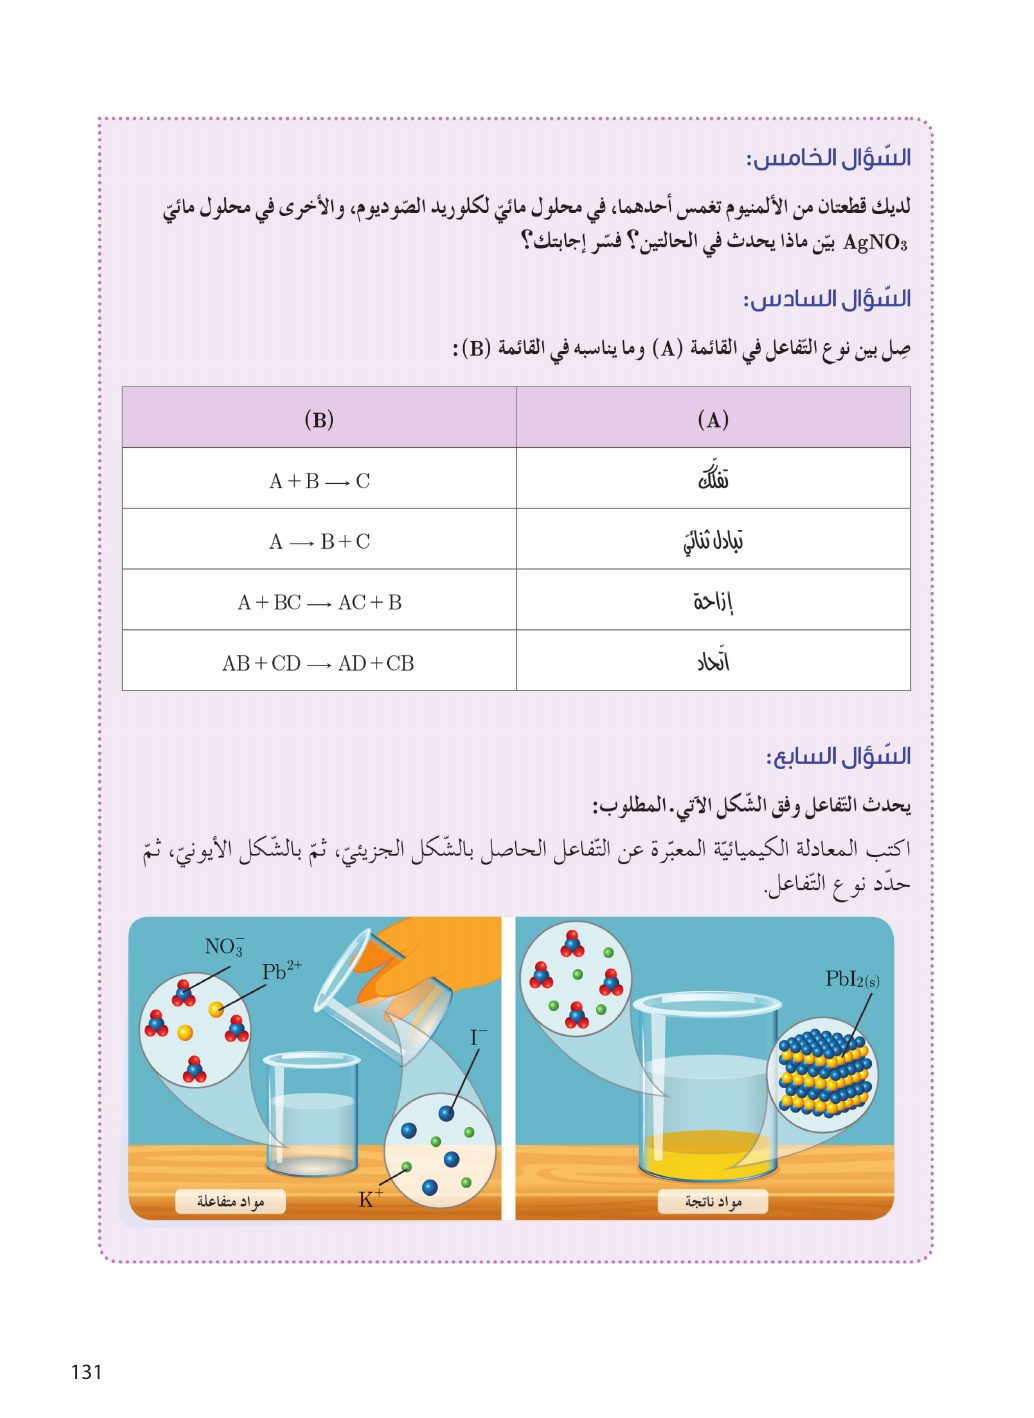 السّؤال الخامس:
لديك قطعتان من الألمنيوم تغمس أحدهما، في محلول مائيّ لكلوريد الصّوديوم، والأخرى في محلول مائيّ
AgNO₃ بيّن ماذا يحدث في الحالتين؟ فسّر إجابتك؟
السّؤال السادس:
صِل بين نوع التّفاعل في القائمة (A) وما يناسبه في القائمة (B):
(A) (B)
تفكّك A + B ⟶ C
تبادل ثنائيّ A ⟶ B + C
إزاحة A + BC ⟶ AC + B
اتّحاد AB + CD ⟶ AD + CB
السّؤال السابع:
يحدث التّفاعل وفق الشّكل الآتي. المطلوب:
اكتب المعادلة الكيميائيّة المعبّرة عن التّفاعل الحاصل بالشّكل الجزيئيّ، ثمّ بالشّكل الأيونيّ، ثمّ
حدّد نوع التّفاعل.
NO₃⁻
Pb²⁺
I⁻
K⁺
مواد متفاعلة
PbI₂(s)
مواد ناتجة
131